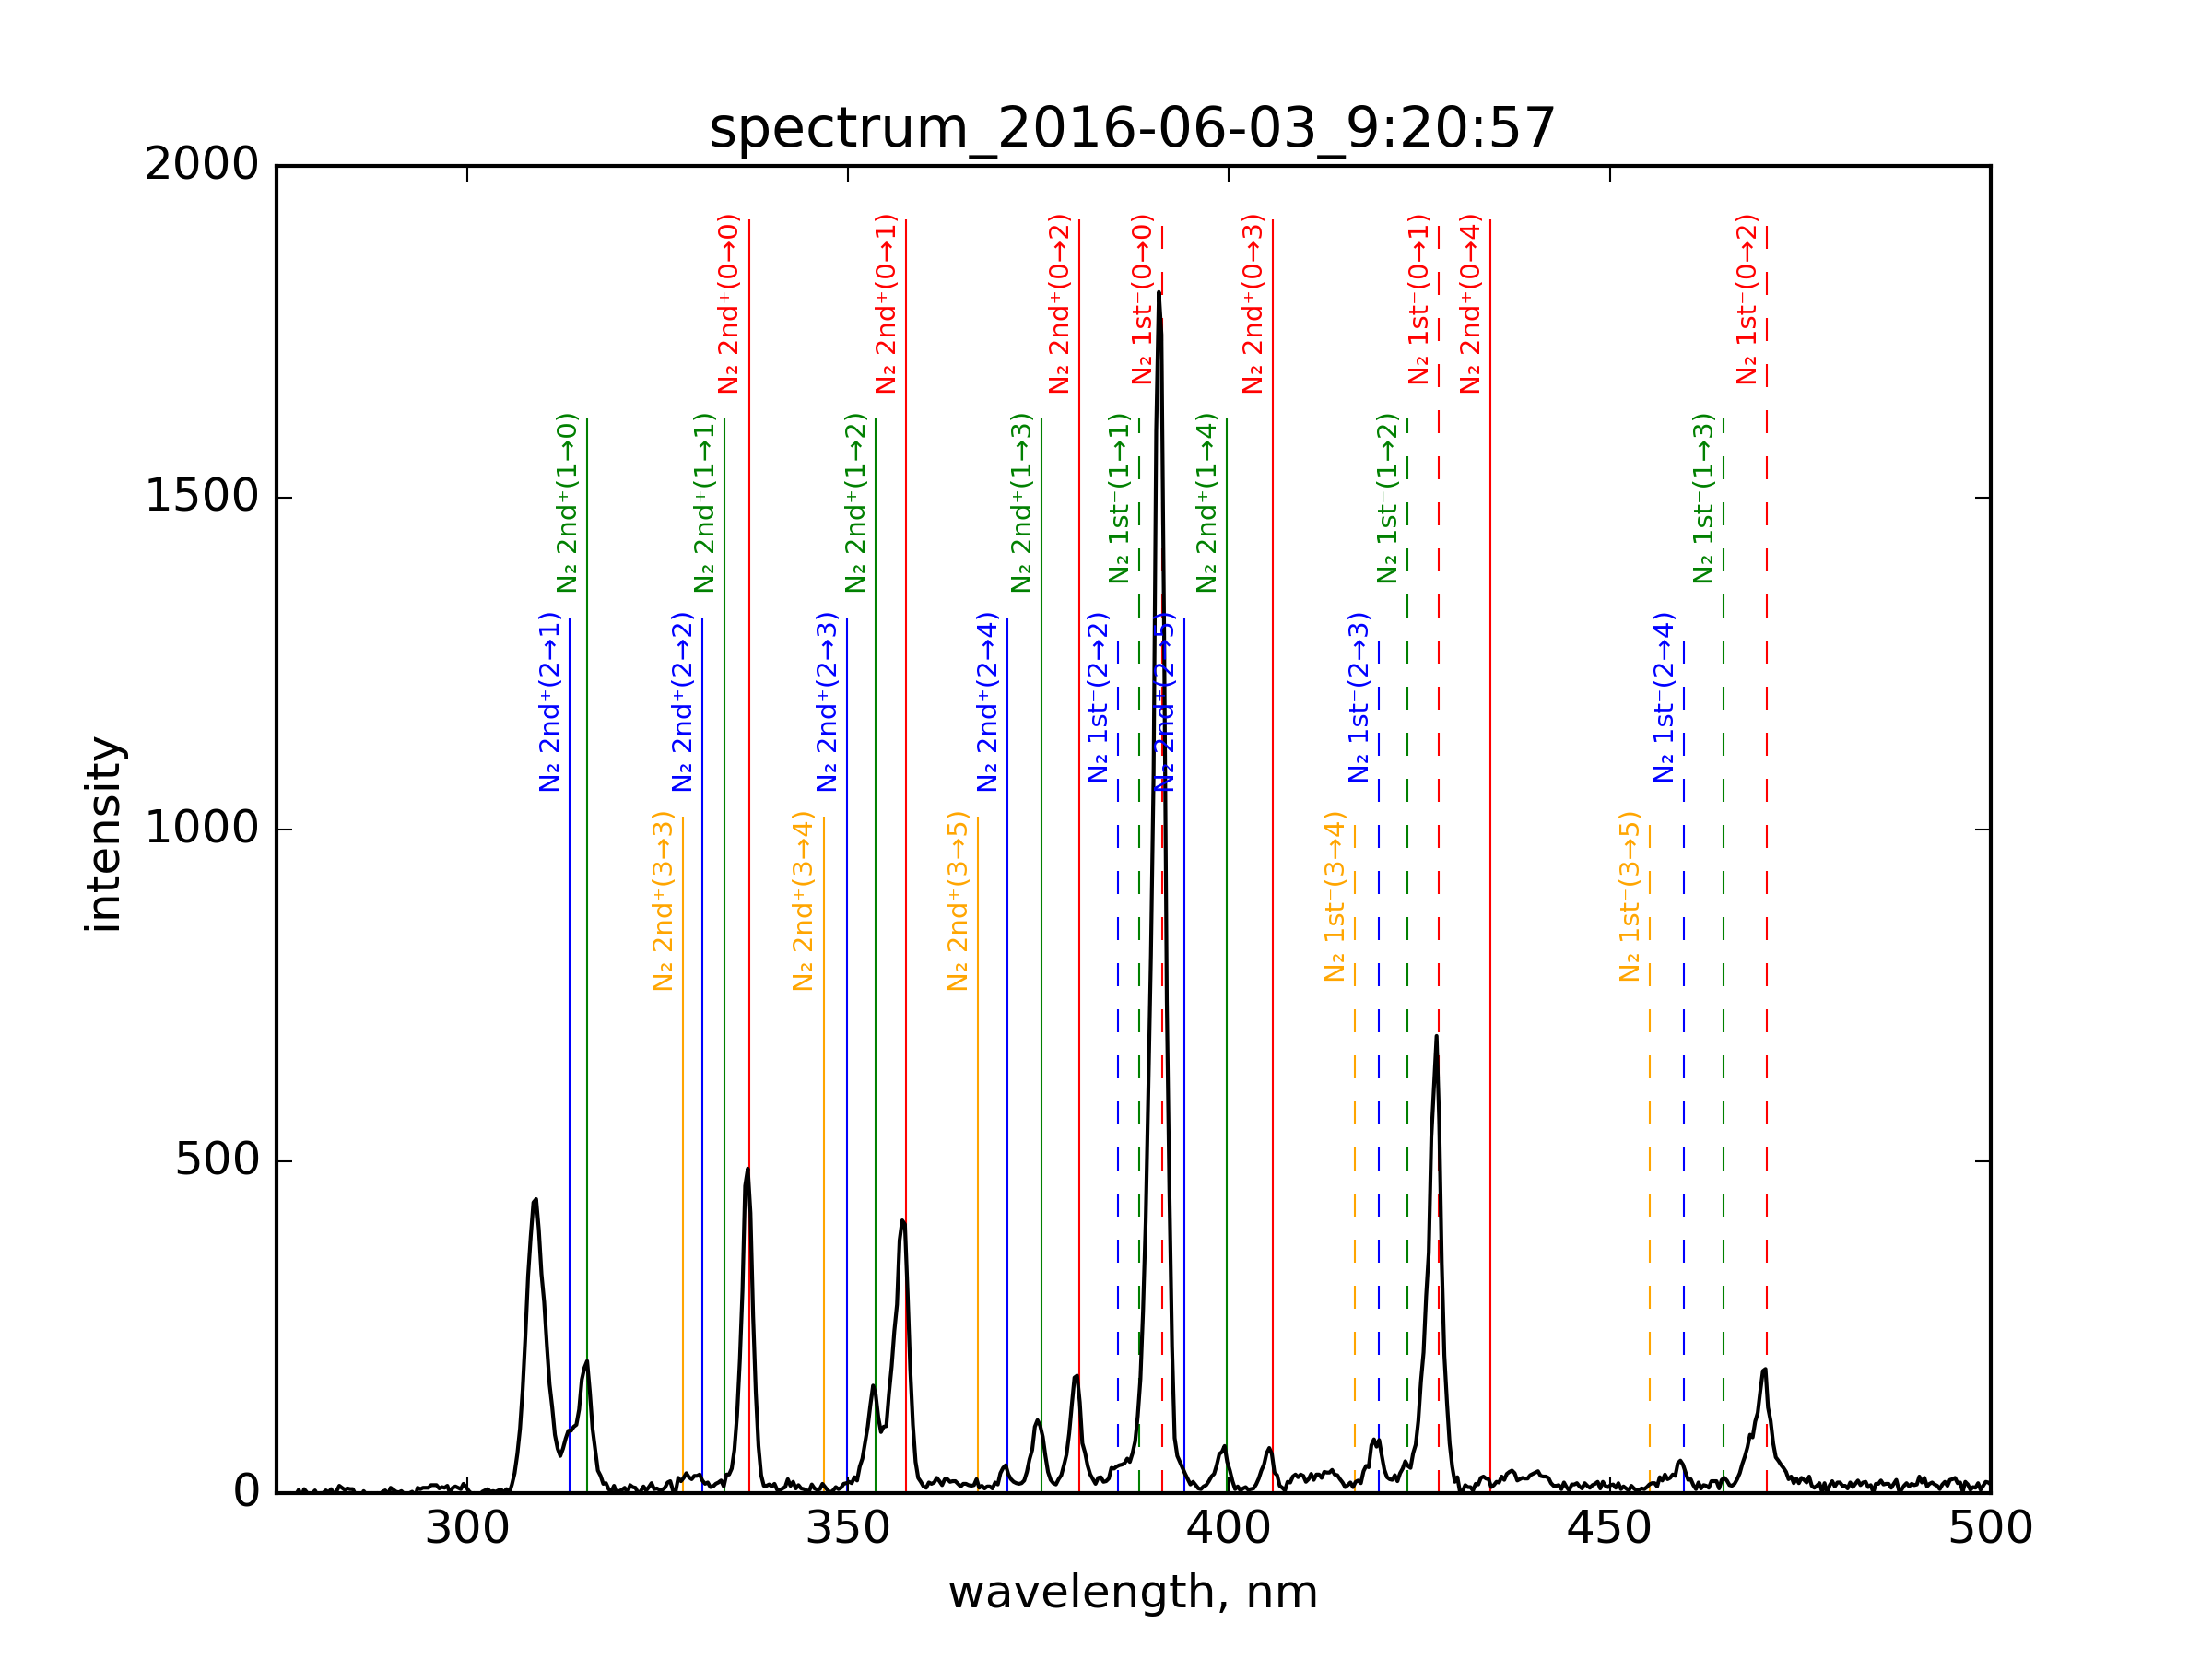 spectrum_2016-06-03_9:20:57
2000
1500
1000
500
0
intensity
N₂ 2nd⁺(0→0)
N₂ 2nd⁺(0→1)
N₂ 2nd⁺(0→2)
N₂ 1st⁻(0→0)
N₂ 2nd⁺(0→3)
N₂ 1st⁻(0→1)
N₂ 2nd⁺(0→4)
N₂ 1st⁻(0→2)
N₂ 2nd⁺(1→0)
N₂ 2nd⁺(1→1)
N₂ 2nd⁺(1→2)
N₂ 2nd⁺(1→3)
N₂ 1st⁻(1→1)
N₂ 2nd⁺(1→4)
N₂ 1st⁻(1→2)
N₂ 1st⁻(1→3)
N₂ 2nd⁺(2→1)
N₂ 2nd⁺(2→2)
N₂ 2nd⁺(2→3)
N₂ 2nd⁺(2→4)
N₂ 1st⁻(2→2)
N₂ 2nd⁺(2→5)
N₂ 1st⁻(2→3)
N₂ 1st⁻(2→4)
N₂ 2nd⁺(3→3)
N₂ 2nd⁺(3→4)
N₂ 2nd⁺(3→5)
N₂ 1st⁻(3→4)
N₂ 1st⁻(3→5)
300 350 400 450 500
wavelength, nm